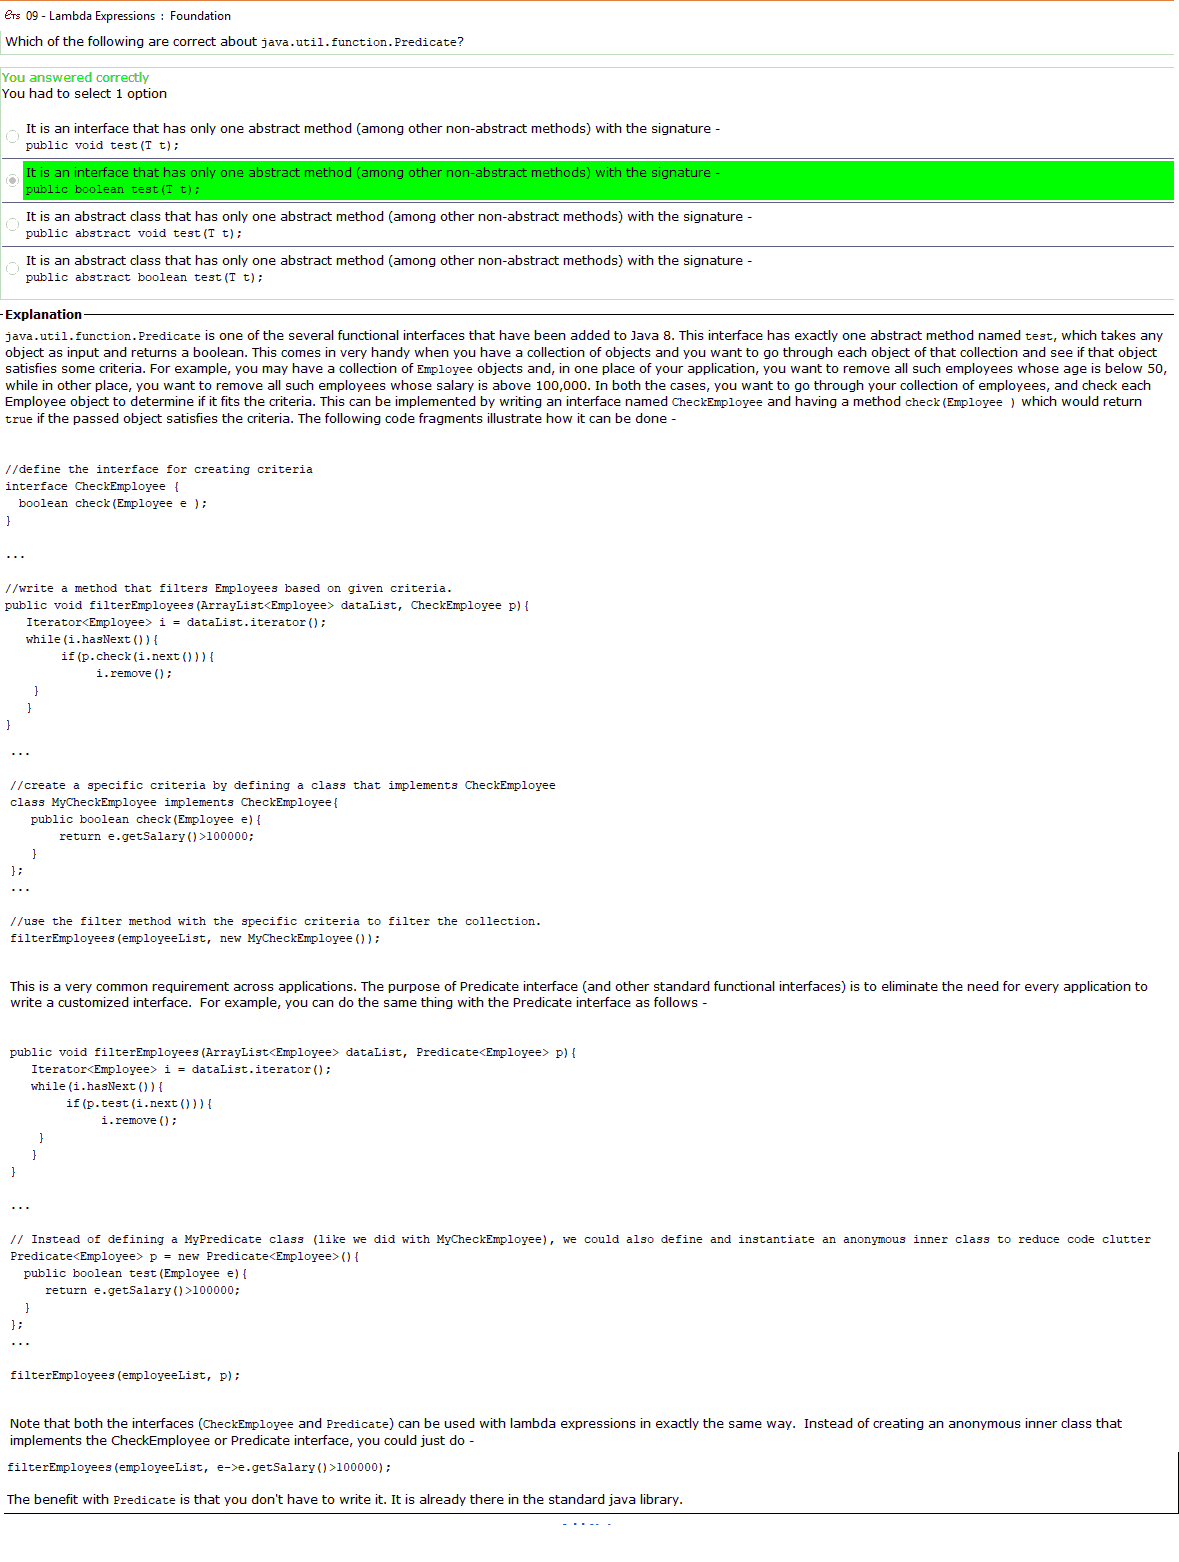 ets 09 - Lambda Expressions : Foundation
Which of the following are correct about java.util.function.Predicate?
You answered correctly
You had to select 1 option
It is an interface that has only one abstract method (among other non-abstract methods) with the signature -
public void test(T t);
It is an interface that has only one abstract method (among other non-abstract methods) with the signature -
public boolean test(T t);
It is an abstract class that has only one abstract method (among other non-abstract methods) with the signature -
public abstract void test(T t);
It is an abstract class that has only one abstract method (among other non-abstract methods) with the signature -
public abstract boolean test(T t);
Explanation
java.util.function.Predicate is one of the several functional interfaces that have been added to Java 8. This interface has exactly one abstract method named test, which takes any
object as input and returns a boolean. This comes in very handy when you have a collection of objects and you want to go through each object of that collection and see if that object
satisfies some criteria. For example, you may have a collection of Employee objects and, in one place of your application, you want to remove all such employees whose age is below 50,
while in other place, you want to remove all such employees whose salary is above 100,000. In both the cases, you want to go through your collection of employees, and check each
Employee object to determine if it fits the criteria. This can be implemented by writing an interface named CheckEmployee and having a method check(Employee ) which would return
true if the passed object satisfies the criteria. The following code fragments illustrate how it can be done -
//define the interface for creating criteria
interface CheckEmployee {
boolean check(Employee e );
}
...
//write a method that filters Employees based on given criteria.
public void filterEmployees(ArrayList<Employee> dataList, CheckEmployee p){
Iterator<Employee> i = dataList.iterator();
while(i.hasNext()){
if(p.check(i.next())){
i.remove();
}
}
}
...
//create a specific criteria by defining a class that implements CheckEmployee
class MyCheckEmployee implements CheckEmployee{
public boolean check(Employee e){
return e.getSalary()>100000;
}
};
...
//use the filter method with the specific criteria to filter the collection.
filterEmployees(employeeList, new MyCheckEmployee());
This is a very common requirement across applications. The purpose of Predicate interface (and other standard functional interfaces) is to eliminate the need for every application to
write a customized interface.  For example, you can do the same thing with the Predicate interface as follows -
public void filterEmployees(ArrayList<Employee> dataList, Predicate<Employee> p){
Iterator<Employee> i = dataList.iterator();
while(i.hasNext()){
if(p.test(i.next())){
i.remove();
}
}
}
...
// Instead of defining a MyPredicate class (like we did with MyCheckEmployee), we could also define and instantiate an anonymous inner class to reduce code clutter
Predicate<Employee> p = new Predicate<Employee>(){
public boolean test(Employee e){
return e.getSalary()>100000;
}
};
...
filterEmployees(employeeList, p);
Note that both the interfaces (CheckEmployee and Predicate) can be used with lambda expressions in exactly the same way.  Instead of creating an anonymous inner class that
implements the CheckEmployee or Predicate interface, you could just do -
filterEmployees(employeeList, e->e.getSalary()>100000);
The benefit with Predicate is that you don't have to write it. It is already there in the standard java library.